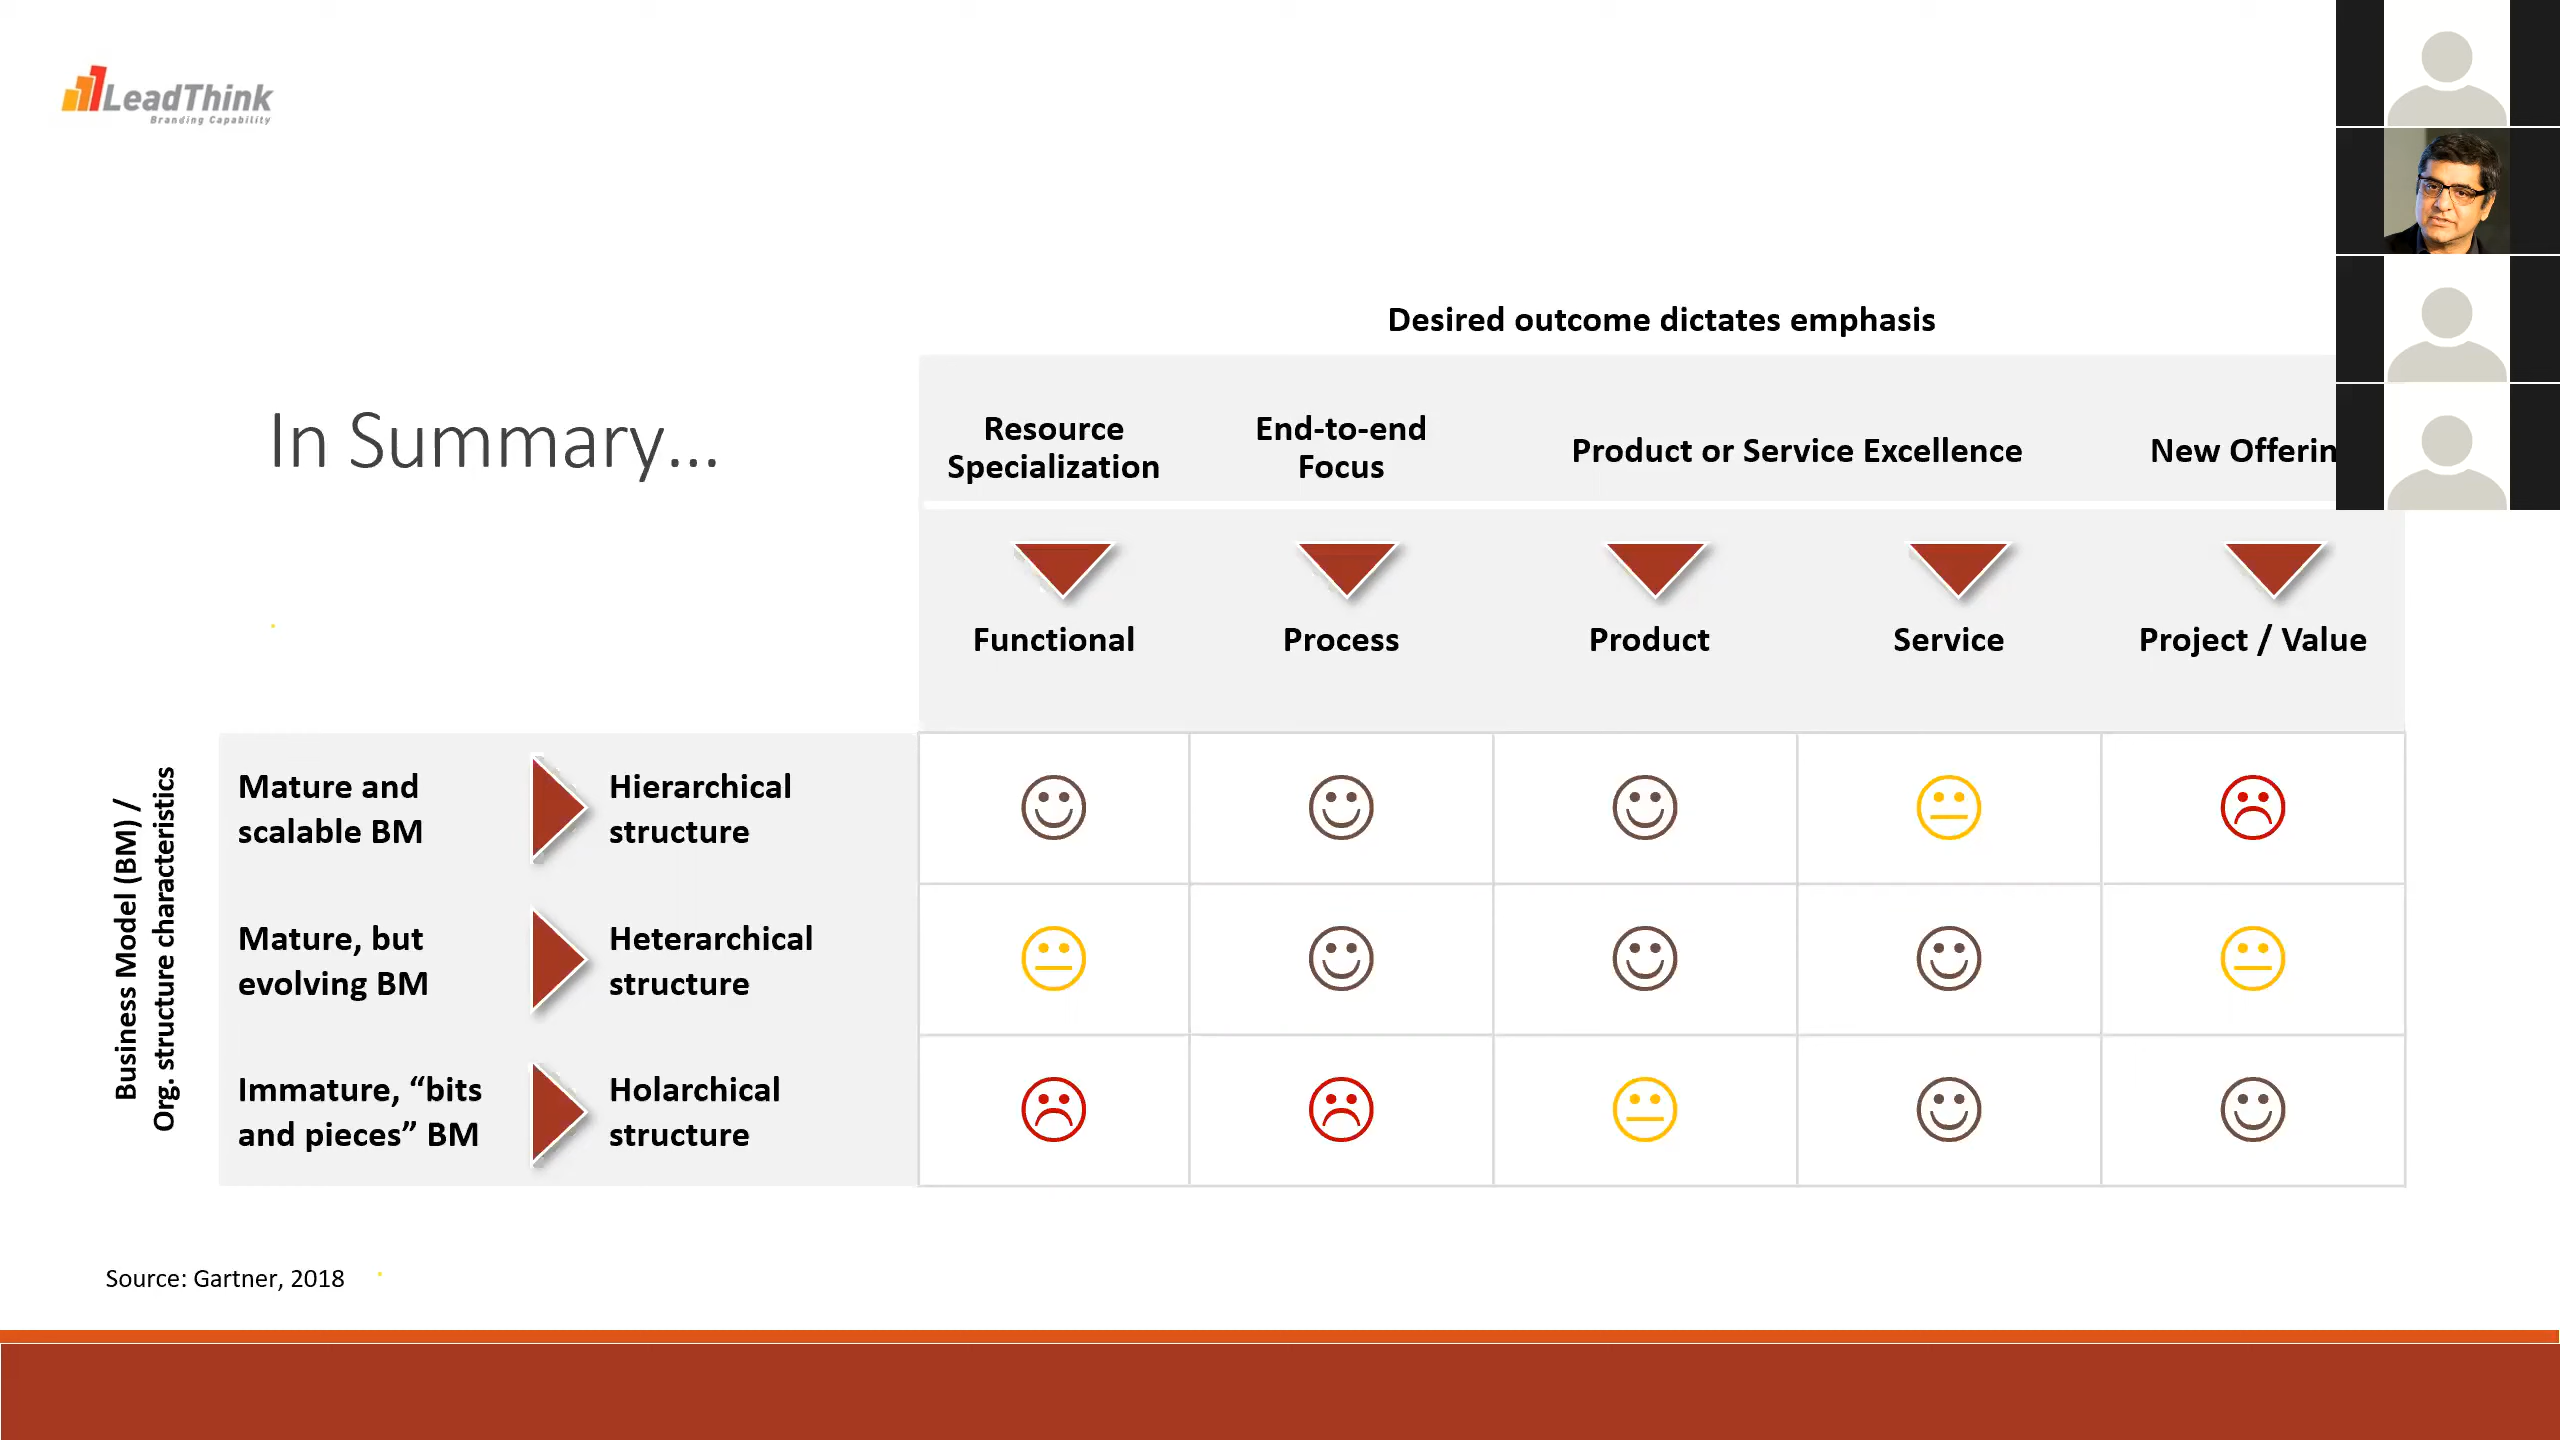 LeadThink
Branding Capability
Desired outcome dictates emphasis
In Summary...
Resource
Specialization
End-to-end
Focus
Product or Service Excellence
New Offerin
Functional
Process
Product
Service
Project / Value
Business Model (BM) /
Org. structure characteristics
Mature and
scalable BM
Hierarchical
structure
Mature, but
evolving BM
Heterarchical
structure
Immature, “bits
and pieces” BM
Holarchical
structure
Source: Gartner, 2018